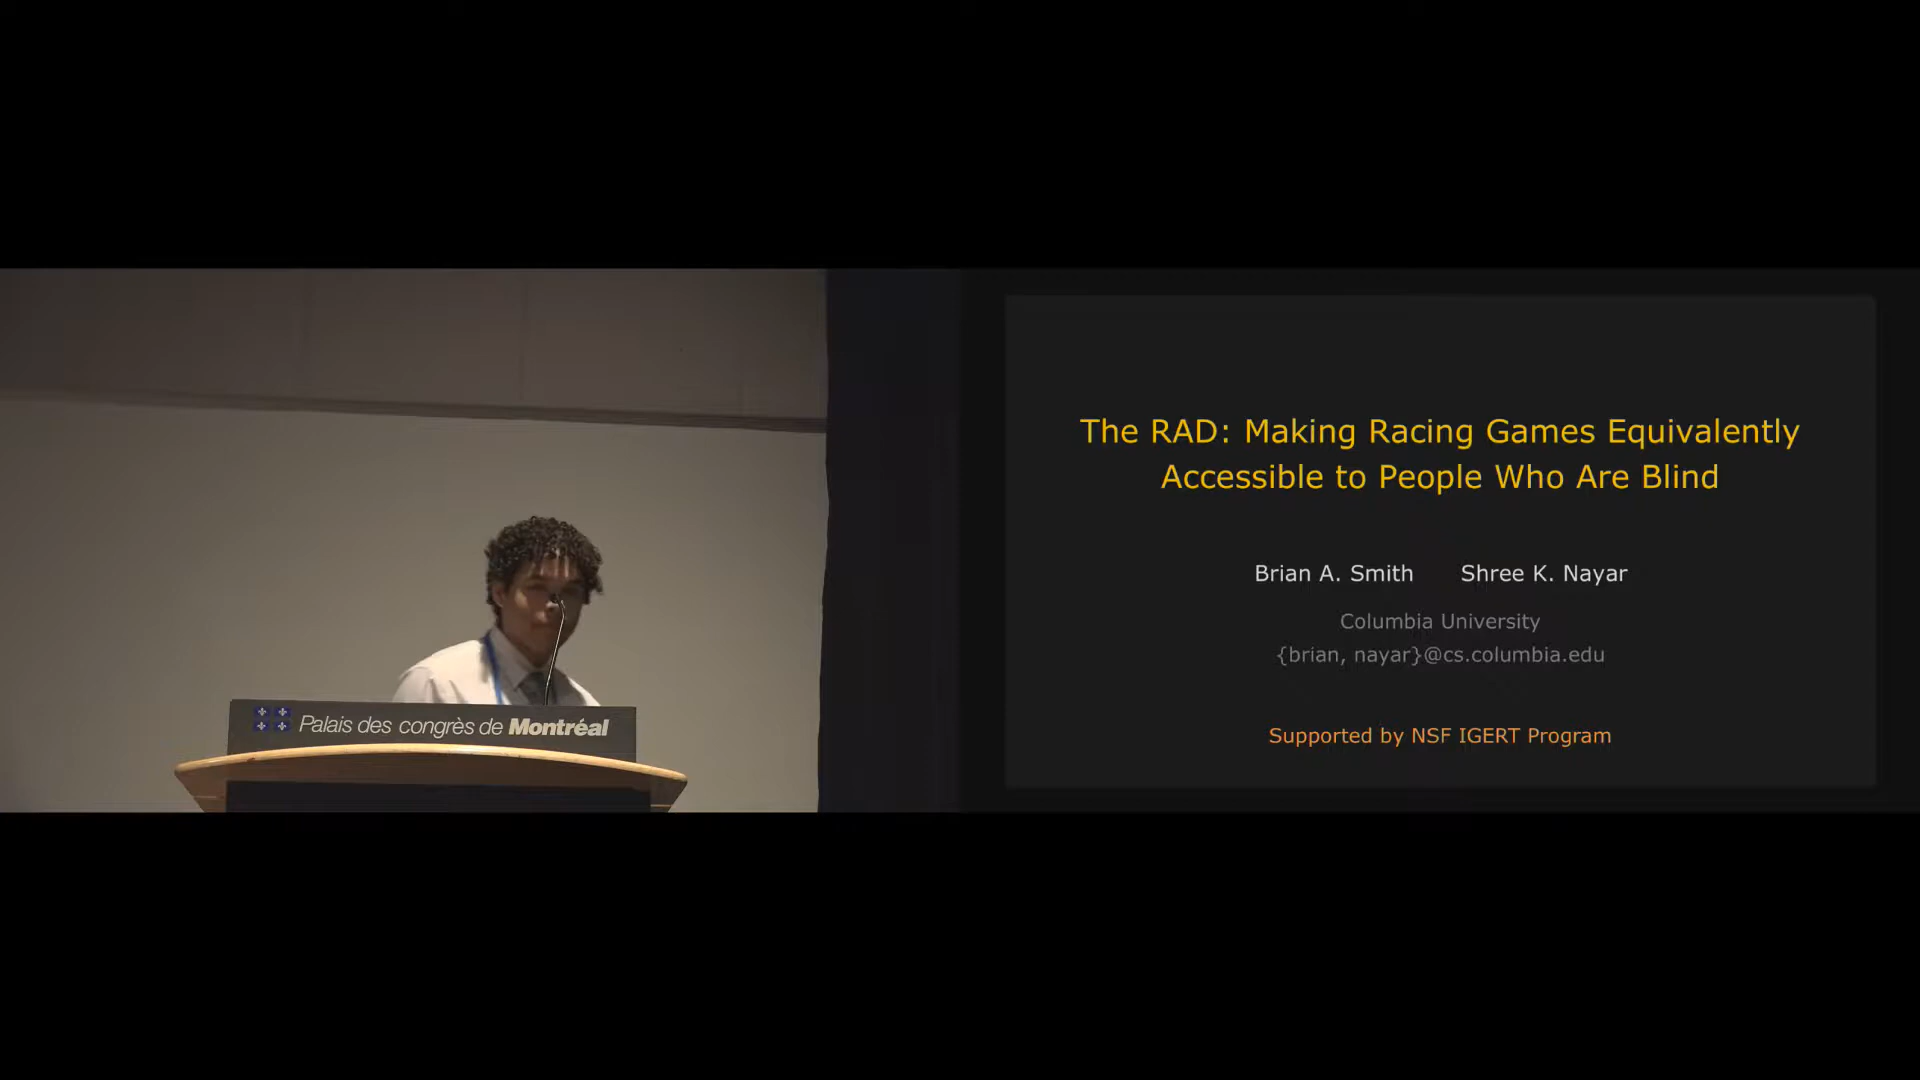 The RAD: Making Racing Games Equivalently
Accessible to People Who Are Blind
Brian A. Smith Shree K. Nayar
Columbia University
{brian, nayar}@cs.columbia.edu
Supported by NSF IGERT Program
Palais des congrès de Montréal